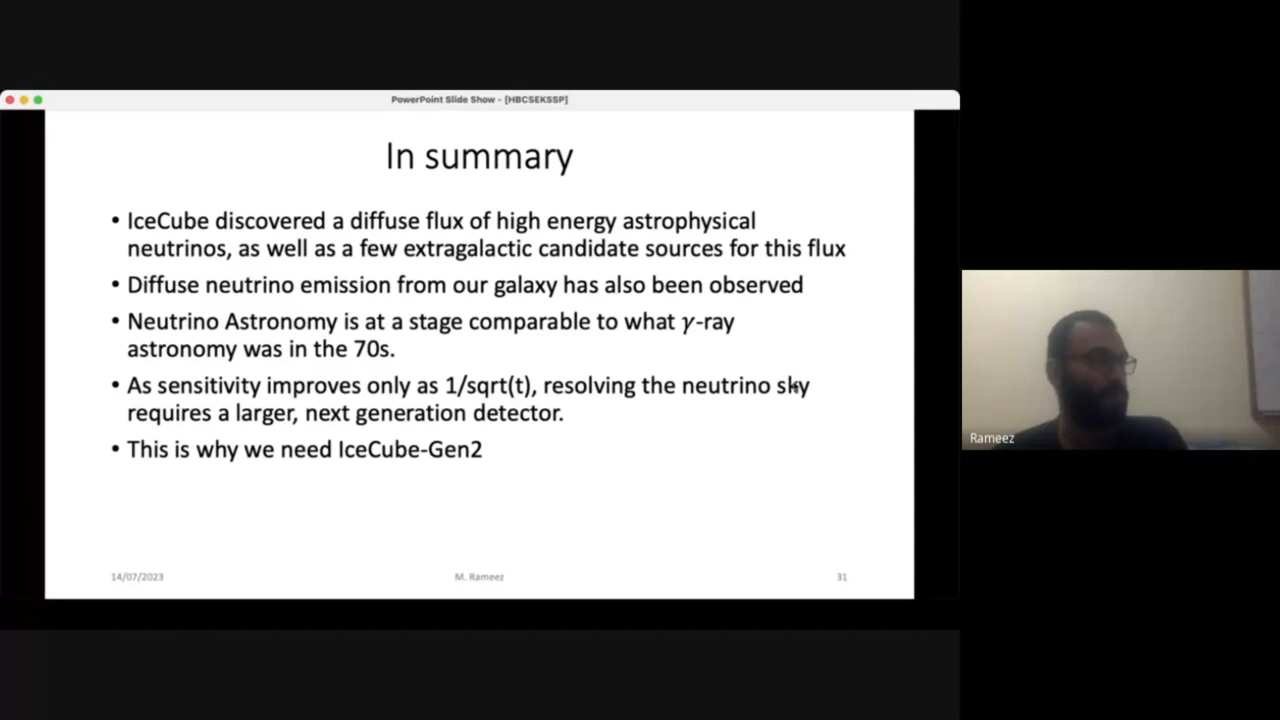 PowerPoint Slide Show - [HBCSEKSSP]
In summary
• IceCube discovered a diffuse flux of high energy astrophysical
neutrinos, as well as a few extragalactic candidate sources for this flux
• Diffuse neutrino emission from our galaxy has also been observed
• Neutrino Astronomy is at a stage comparable to what γ-ray
astronomy was in the 70s.
• As sensitivity improves only as 1/sqrt(t), resolving the neutrino sky
requires a larger, next generation detector.
• This is why we need IceCube-Gen2
14/07/2023 M. Rameez 31
Rameez